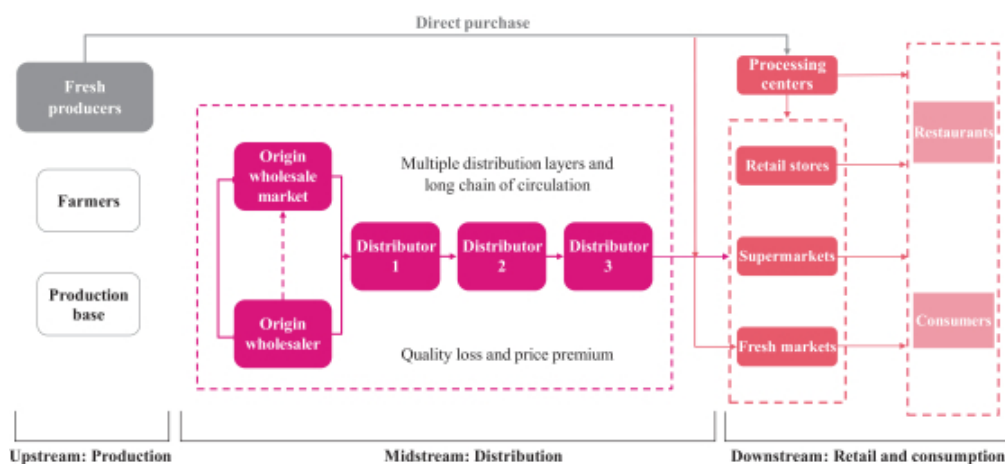 Direct purchase
Fresh
producers
Farmers
Production
base
Origin
wholesale
market
Origin
wholesaler
Multiple distribution layers and
long chain of circulation
Distributor
1
Distributor
2
Distributor
3
Quality loss and price premium
Processing
centers
Retail stores
Supermarkets
Fresh markets
Restaurants
Consumers
Upstream: Production
Midstream: Distribution
Downstream: Retail and consumption